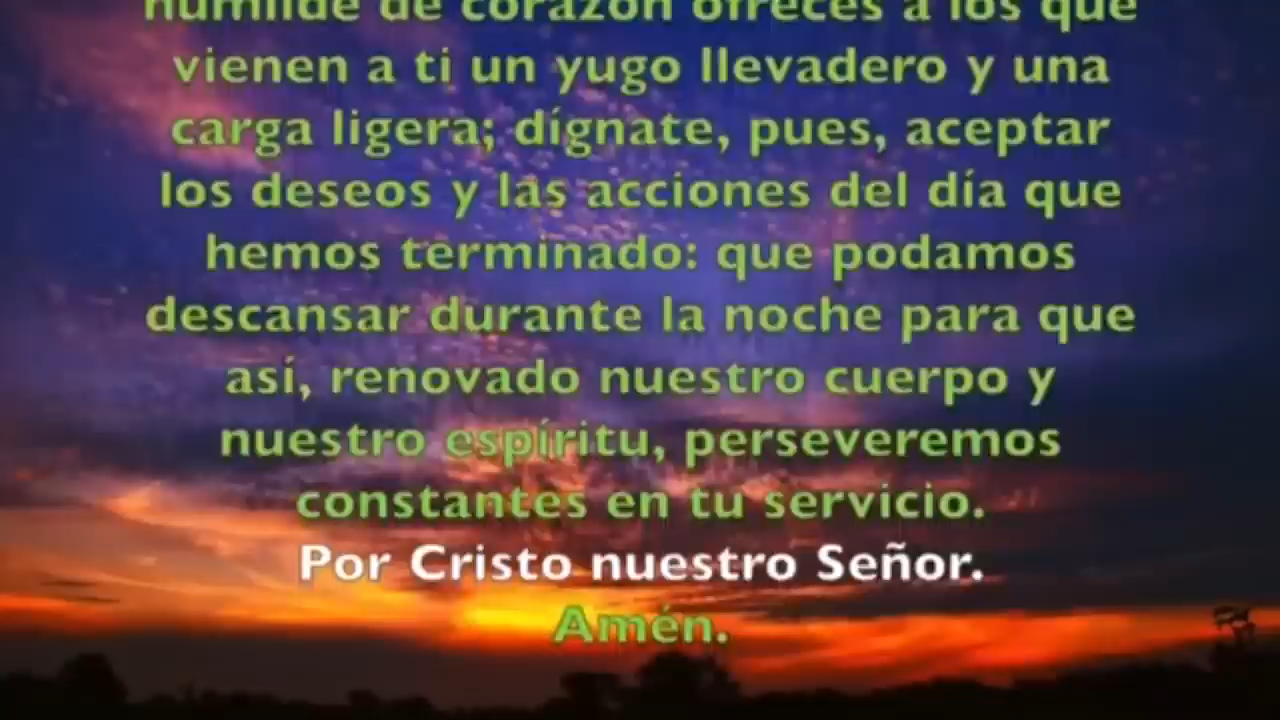 humilde de corazón ofreces a los que
vienen a ti un yugo llevadero y una
carga ligera; dígnate, pues, aceptar
los deseos y las acciones del día que
hemos terminado: que podamos
descansar durante la noche para que
así, renovado nuestro cuerpo y
nuestro espíritu, perseveremos
constantes en tu servicio.
Por Cristo nuestro Señor.
Amén.